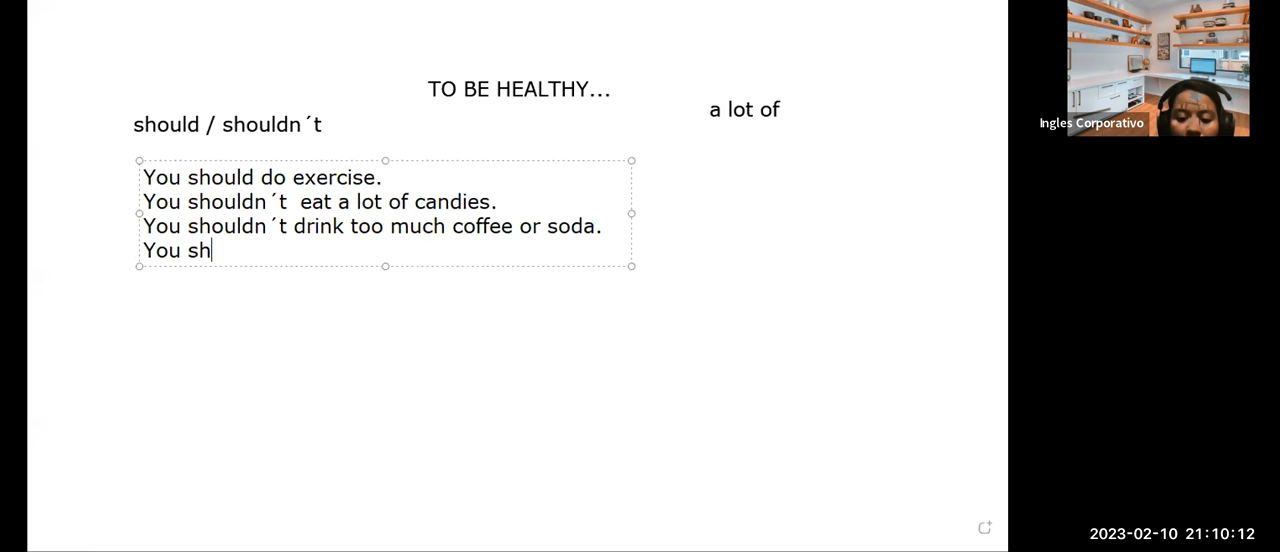 TO BE HEALTHY...
a lot of
should / shouldn´t
You should do exercise.
You shouldn´t  eat a lot of candies.
You shouldn´t drink too much coffee or soda.
You sh
Ingles Corporativo
2023-02-10 21:10:12